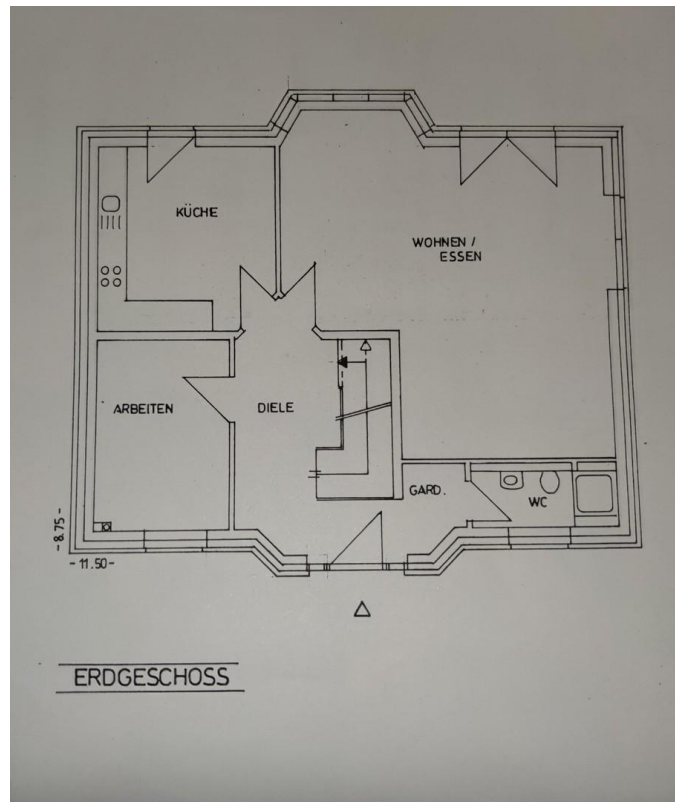 KÜCHE
WOHNEN /
ESSEN
ARBEITEN
DIELE
GARD.
WC
- 8.75 -
- 11.50 -
ERDGESCHOSS